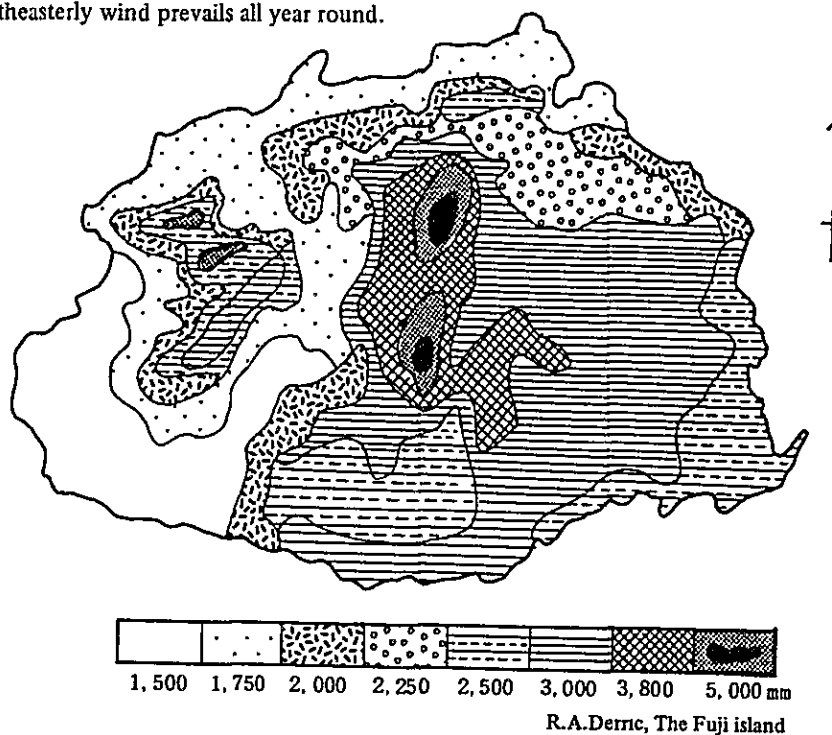 theasterly wind prevails all year round.
1,500 1,750 2,000 2,250 2,500 3,000 3,800 5,000 mm
R.A.Derric, The Fuji island